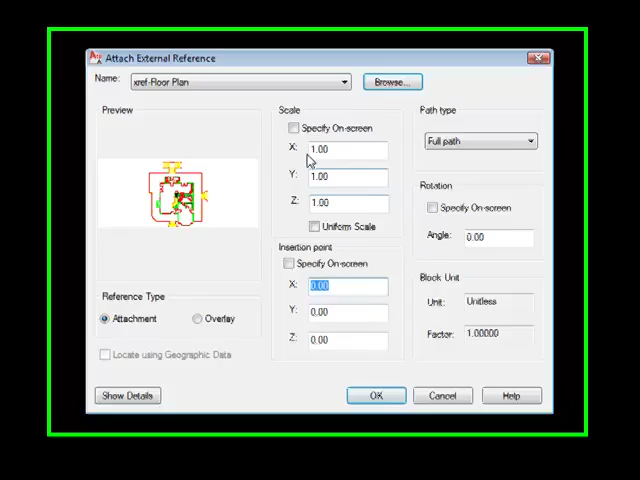 Attach External Reference
Name: xref-Floor Plan Browse...
Preview
Scale
Specify On-screen
X: 1.00
Y: 1.00
Z: 1.00
Uniform Scale
Path type
Full path
Rotation
Specify On-screen
Angle: 0.00
Insertion point
Specify On-screen
X: 0.00
Y: 0.00
Z: 0.00
Block Unit
Unit: Unitless
Factor: 1.00000
Reference Type
Attachment Overlay
Locate using Geographic Data
Show Details OK Cancel Help